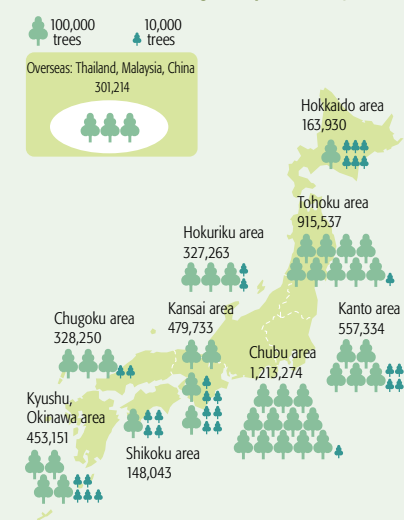 100,000
trees
10,000
trees
Overseas: Thailand, Malaysia, China
301,214
Hokkaido area
163,930
Tohoku area
915,537
Hokuriku area
327,263
Kansai area
479,733
Kanto area
557,334
Chugoku area
328,250
Chubu area
1,213,274
Kyushu,
Okinawa area
453,151
Shikoku area
148,043